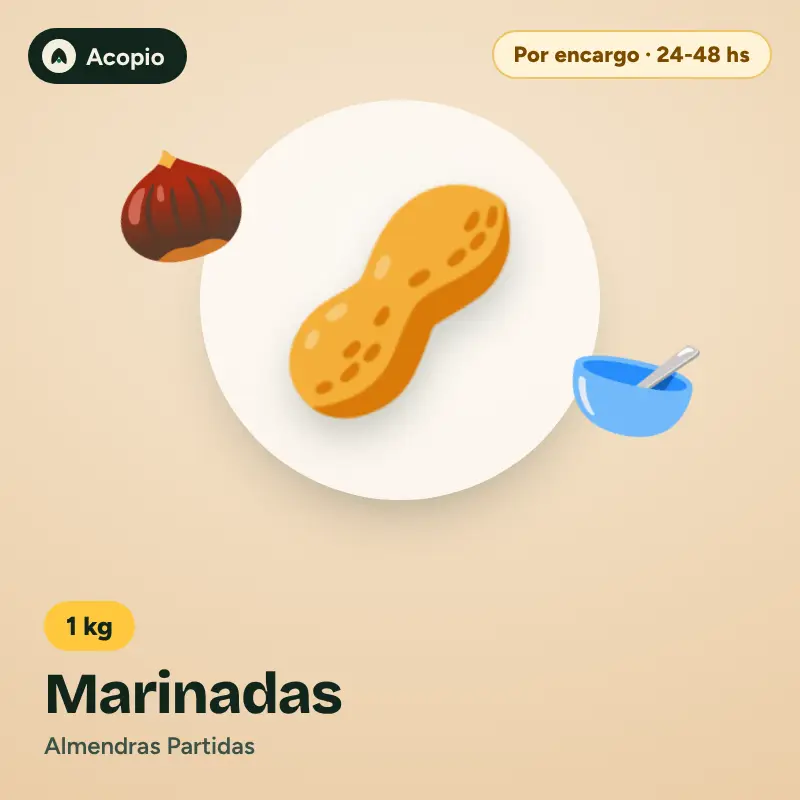 Acopio
Por encargo · 24-48 hs
1 kg
Marinadas
Almendras Partidas